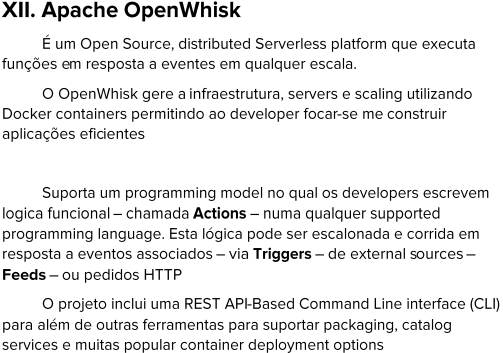 XII. Apache OpenWhisk
É um Open Source, distributed Serverless platform que executa
funções em resposta a eventes em qualquer escala.
O OpenWhisk gere a infraestrutura, servers e scaling utilizando
Docker containers permitindo ao developer focar-se me construir
aplicações eficientes
Suporta um programming model no qual os developers escrevem
logica funcional – chamada Actions – numa qualquer supported
programming language. Esta lógica pode ser escalonada e corrida em
resposta a eventos associados – via Triggers – de external sources –
Feeds – ou pedidos HTTP
O projeto inclui uma REST API-Based Command Line interface (CLI)
para além de outras ferramentas para suportar packaging, catalog
services e muitas popular container deployment options